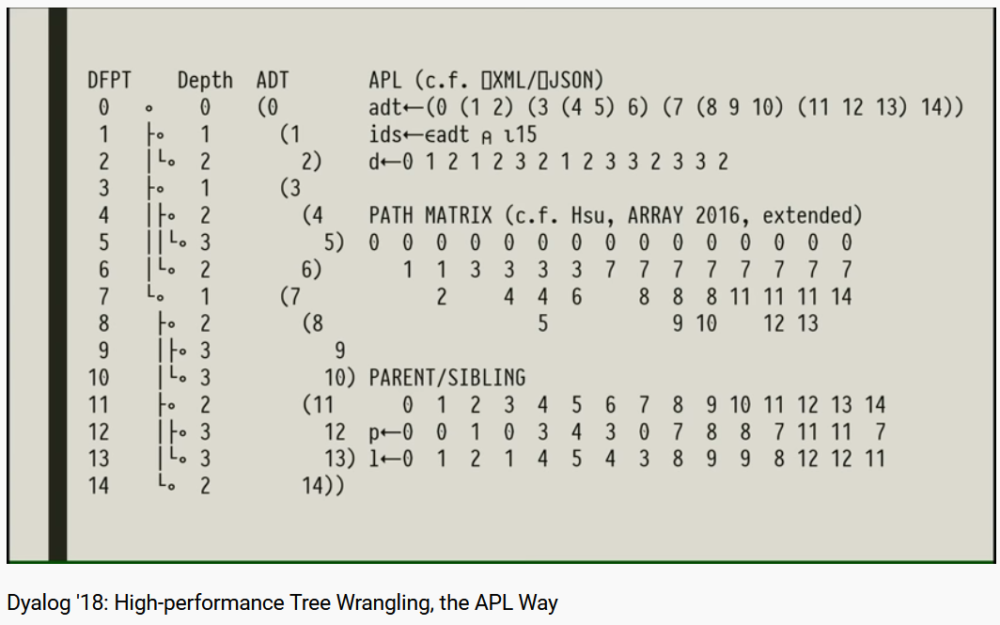 DFPT Depth ADT APL (c.f. ⎕XML/⎕JSON)
0 ∘ 0 (0 adt←(0 (1 2) (3 (4 5) 6) (7 (8 9 10) (11 12 13) 14))
1 ├∘ 1 (1 ids←∊adt ⍝ ⍳15
2 |└∘ 2 2) d←0 1 2 1 2 3 2 1 2 3 3 2 3 3 2
3 ├∘ 1 (3
4 |├∘ 2 (4 PATH MATRIX (c.f. Hsu, ARRAY 2016, extended)
5 ||└∘ 3 5) 0 0 0 0 0 0 0 0 0 0 0 0 0 0 0
6 |└∘ 2 6) 1 1 3 3 3 3 7 7 7 7 7 7 7 7
7 └∘ 1 (7 2 4 4 6 8 8 8 11 11 11 14
8 ├∘ 2 (8 5 9 10 12 13
9 |├∘ 3 9
10 |└∘ 3 10) PARENT/SIBLING
11 ├∘ 2 (11 0 1 2 3 4 5 6 7 8 9 10 11 12 13 14
12 |├∘ 3 12 p←0 0 1 0 3 4 3 0 7 8 8 7 11 11 7
13 |└∘ 3 13) l←0 1 2 1 4 5 4 3 8 9 9 8 12 12 11
14 └∘ 2 14))
Dyalog '18: High-performance Tree Wrangling, the APL Way